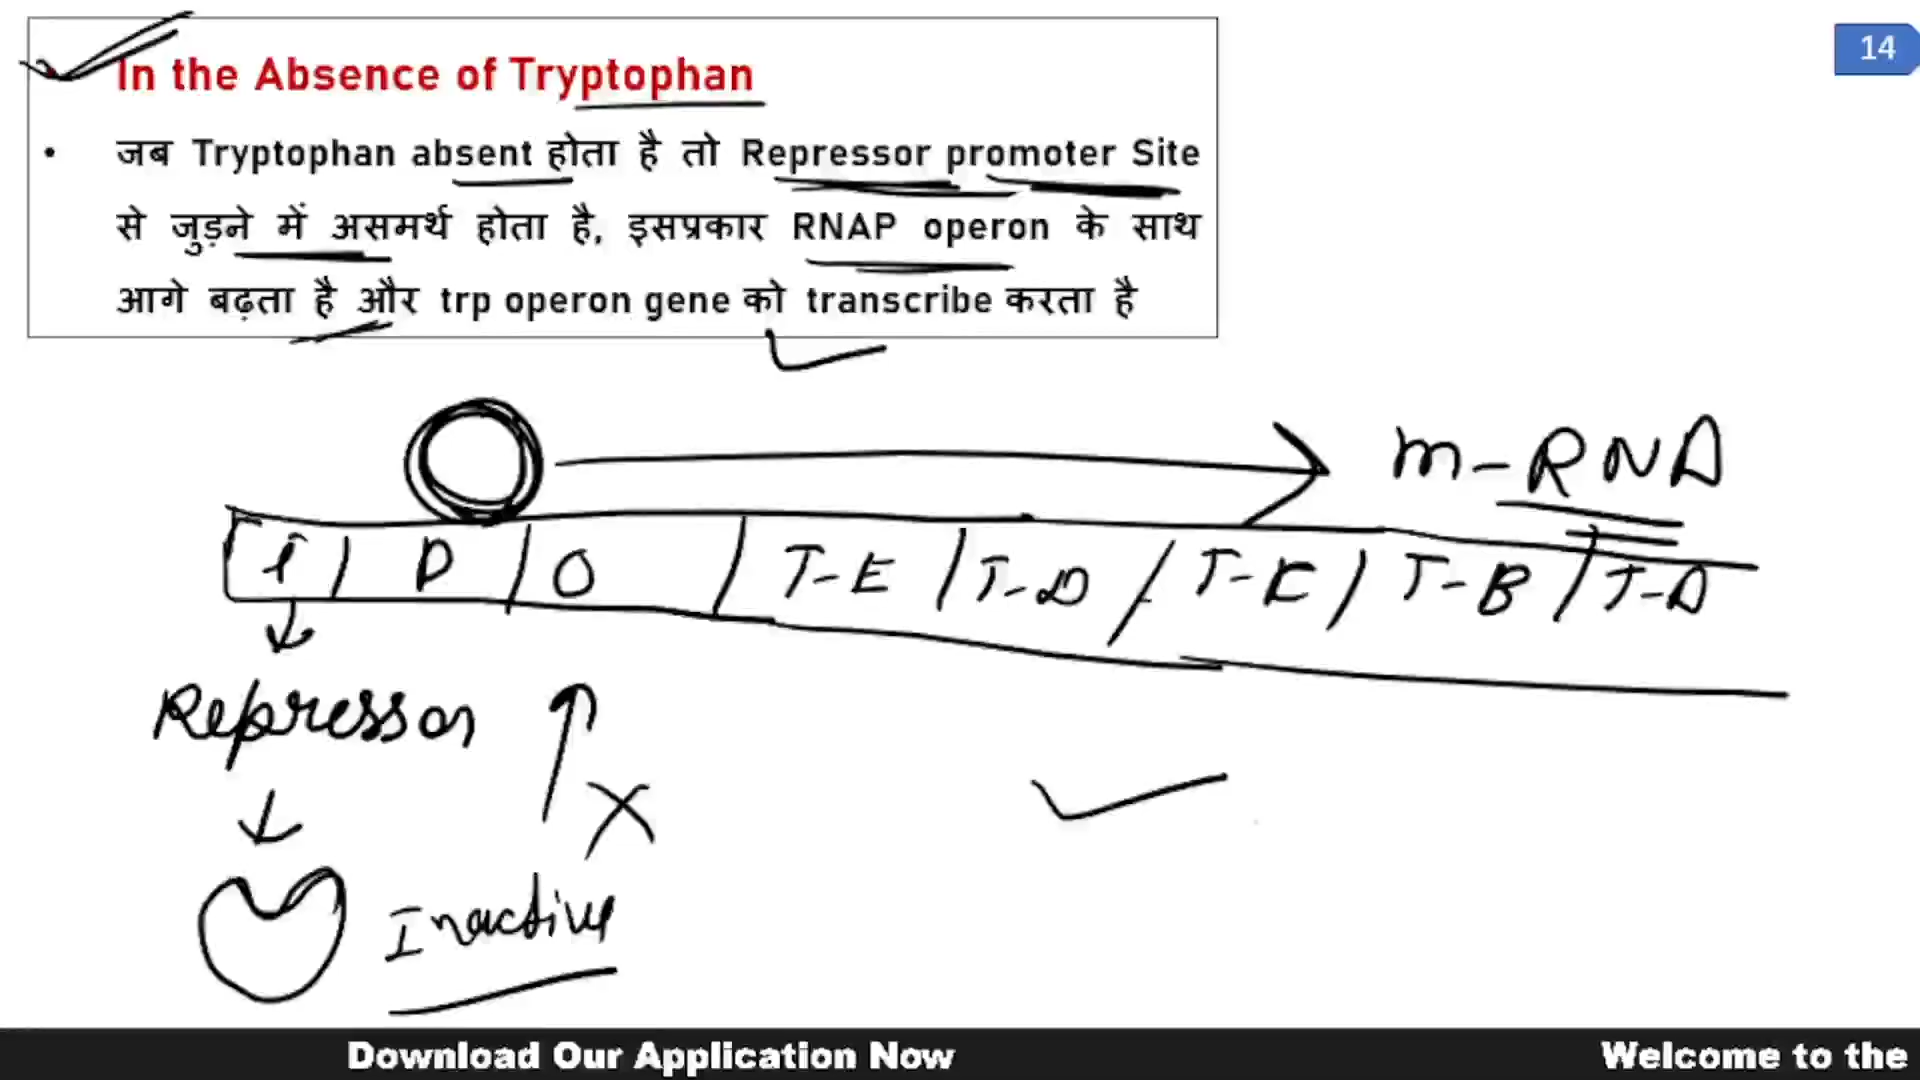 14
In the Absence of Tryptophan
• जब Tryptophan absent होता है तो Repressor promoter Site
से जुड़ने में असमर्थ होता है, इसप्रकार RNAP operon के साथ
आगे बढ़ता है और trp operon gene को transcribe करता है
m-RNA
P O T-E T-D T-C T-B T-A
Repressor
X
Inactive
Download Our Application Now Welcome to the